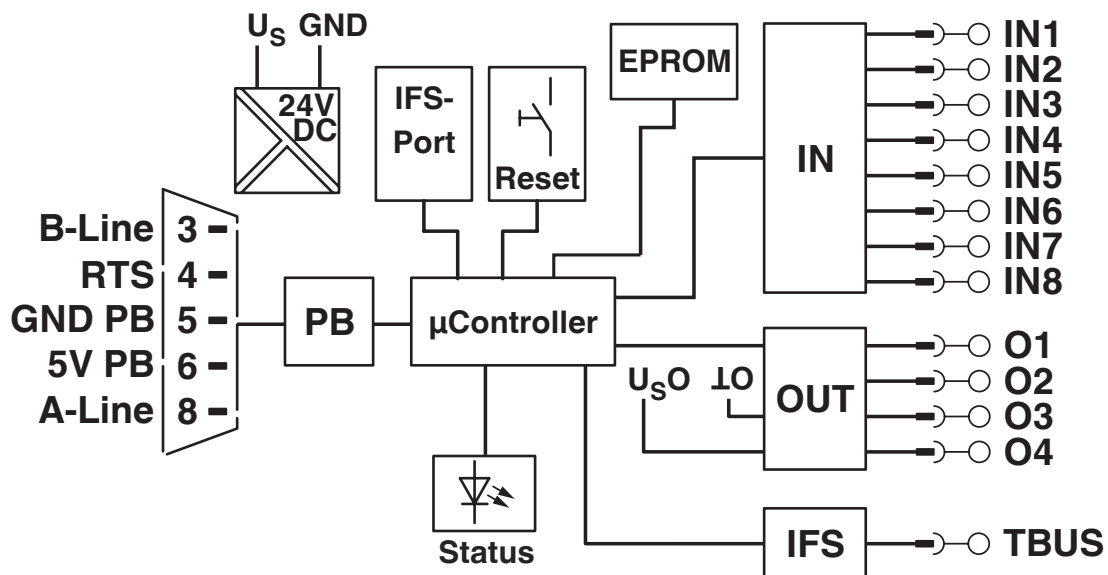 US GND
24V
DC
IFS-
Port
Reset
EPROM
IN
IN1
IN2
IN3
IN4
IN5
IN6
IN7
IN8
B-Line 3
RTS 4
GND PB 5
5V PB 6
A-Line 8
PB
µController
USO
OUT
O1
O2
O3
O4
Status
IFS
TBUS